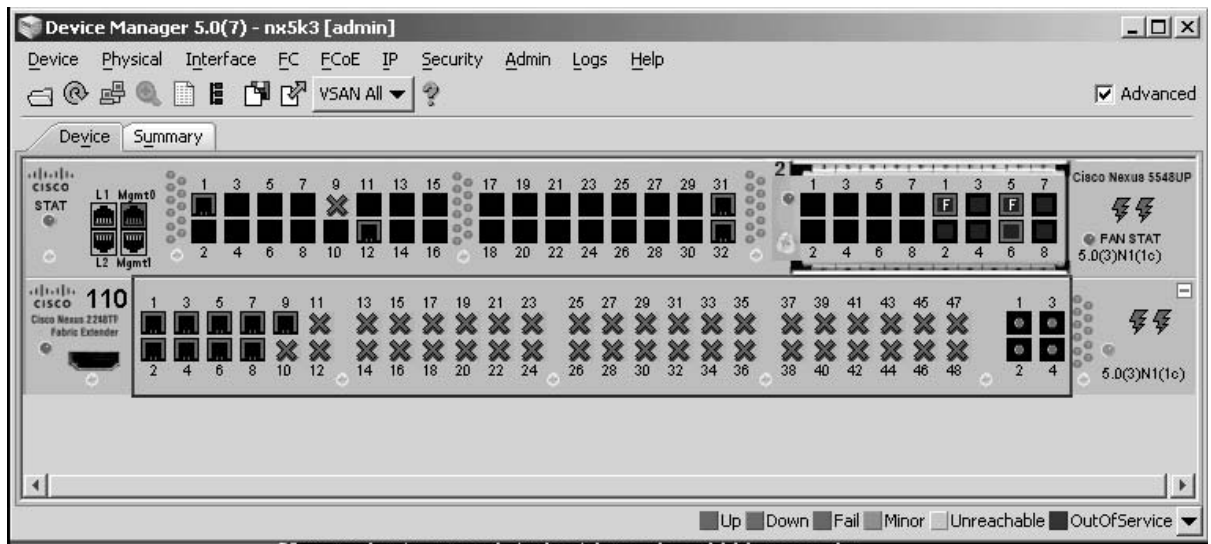 Device Manager 5.0(7) - nx5k3 [admin]
Device Physical Interface FC FCoE IP Security Admin Logs Help
VSAN All Advanced
Device Summary
CISCO
STAT
L1 Mgmt0
L2 Mgmt1
1 3 5 7 9 11 13 15 17 19 21 23 25 27 29 31
2 4 6 8 10 12 14 16 18 20 22 24 26 28 30 32
2
1 3 5 7 1 3 5 7
F F
2 4 6 8 2 4 6 8
Cisco Nexus 5548UP
FAN STAT
5.0(3)N1(1c)
CISCO 110
Cisco Nexus 2248TP
Fabric Extender
1 3 5 7 9 11 13 15 17 19 21 23 25 27 29 31 33 35 37 39 41 43 45 47 1 3
2 4 6 8 10 12 14 16 18 20 22 24 26 28 30 32 34 36 38 40 42 44 46 48 2 4
5.0(3)N1(1c)
Up Down Fail Minor Unreachable OutOfService